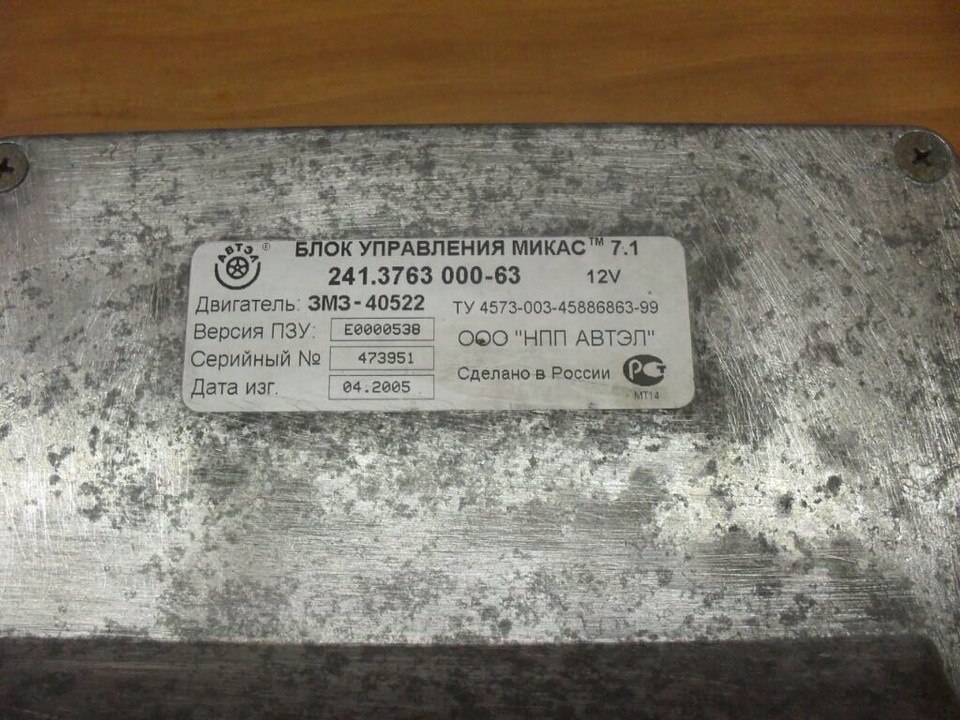 АВТЭЛ ®
БЛОК УПРАВЛЕНИЯ МИКАС™ 7.1
241.3763 000-63 12V
Двигатель: ЗМЗ-40522 ТУ 4573-003-45886863-99
Версия ПЗУ: E0000538 ООО "НПП АВТЭЛ"
Серийный № 473951
Сделано в России РСТ
Дата изг. 04.2005
МТ14